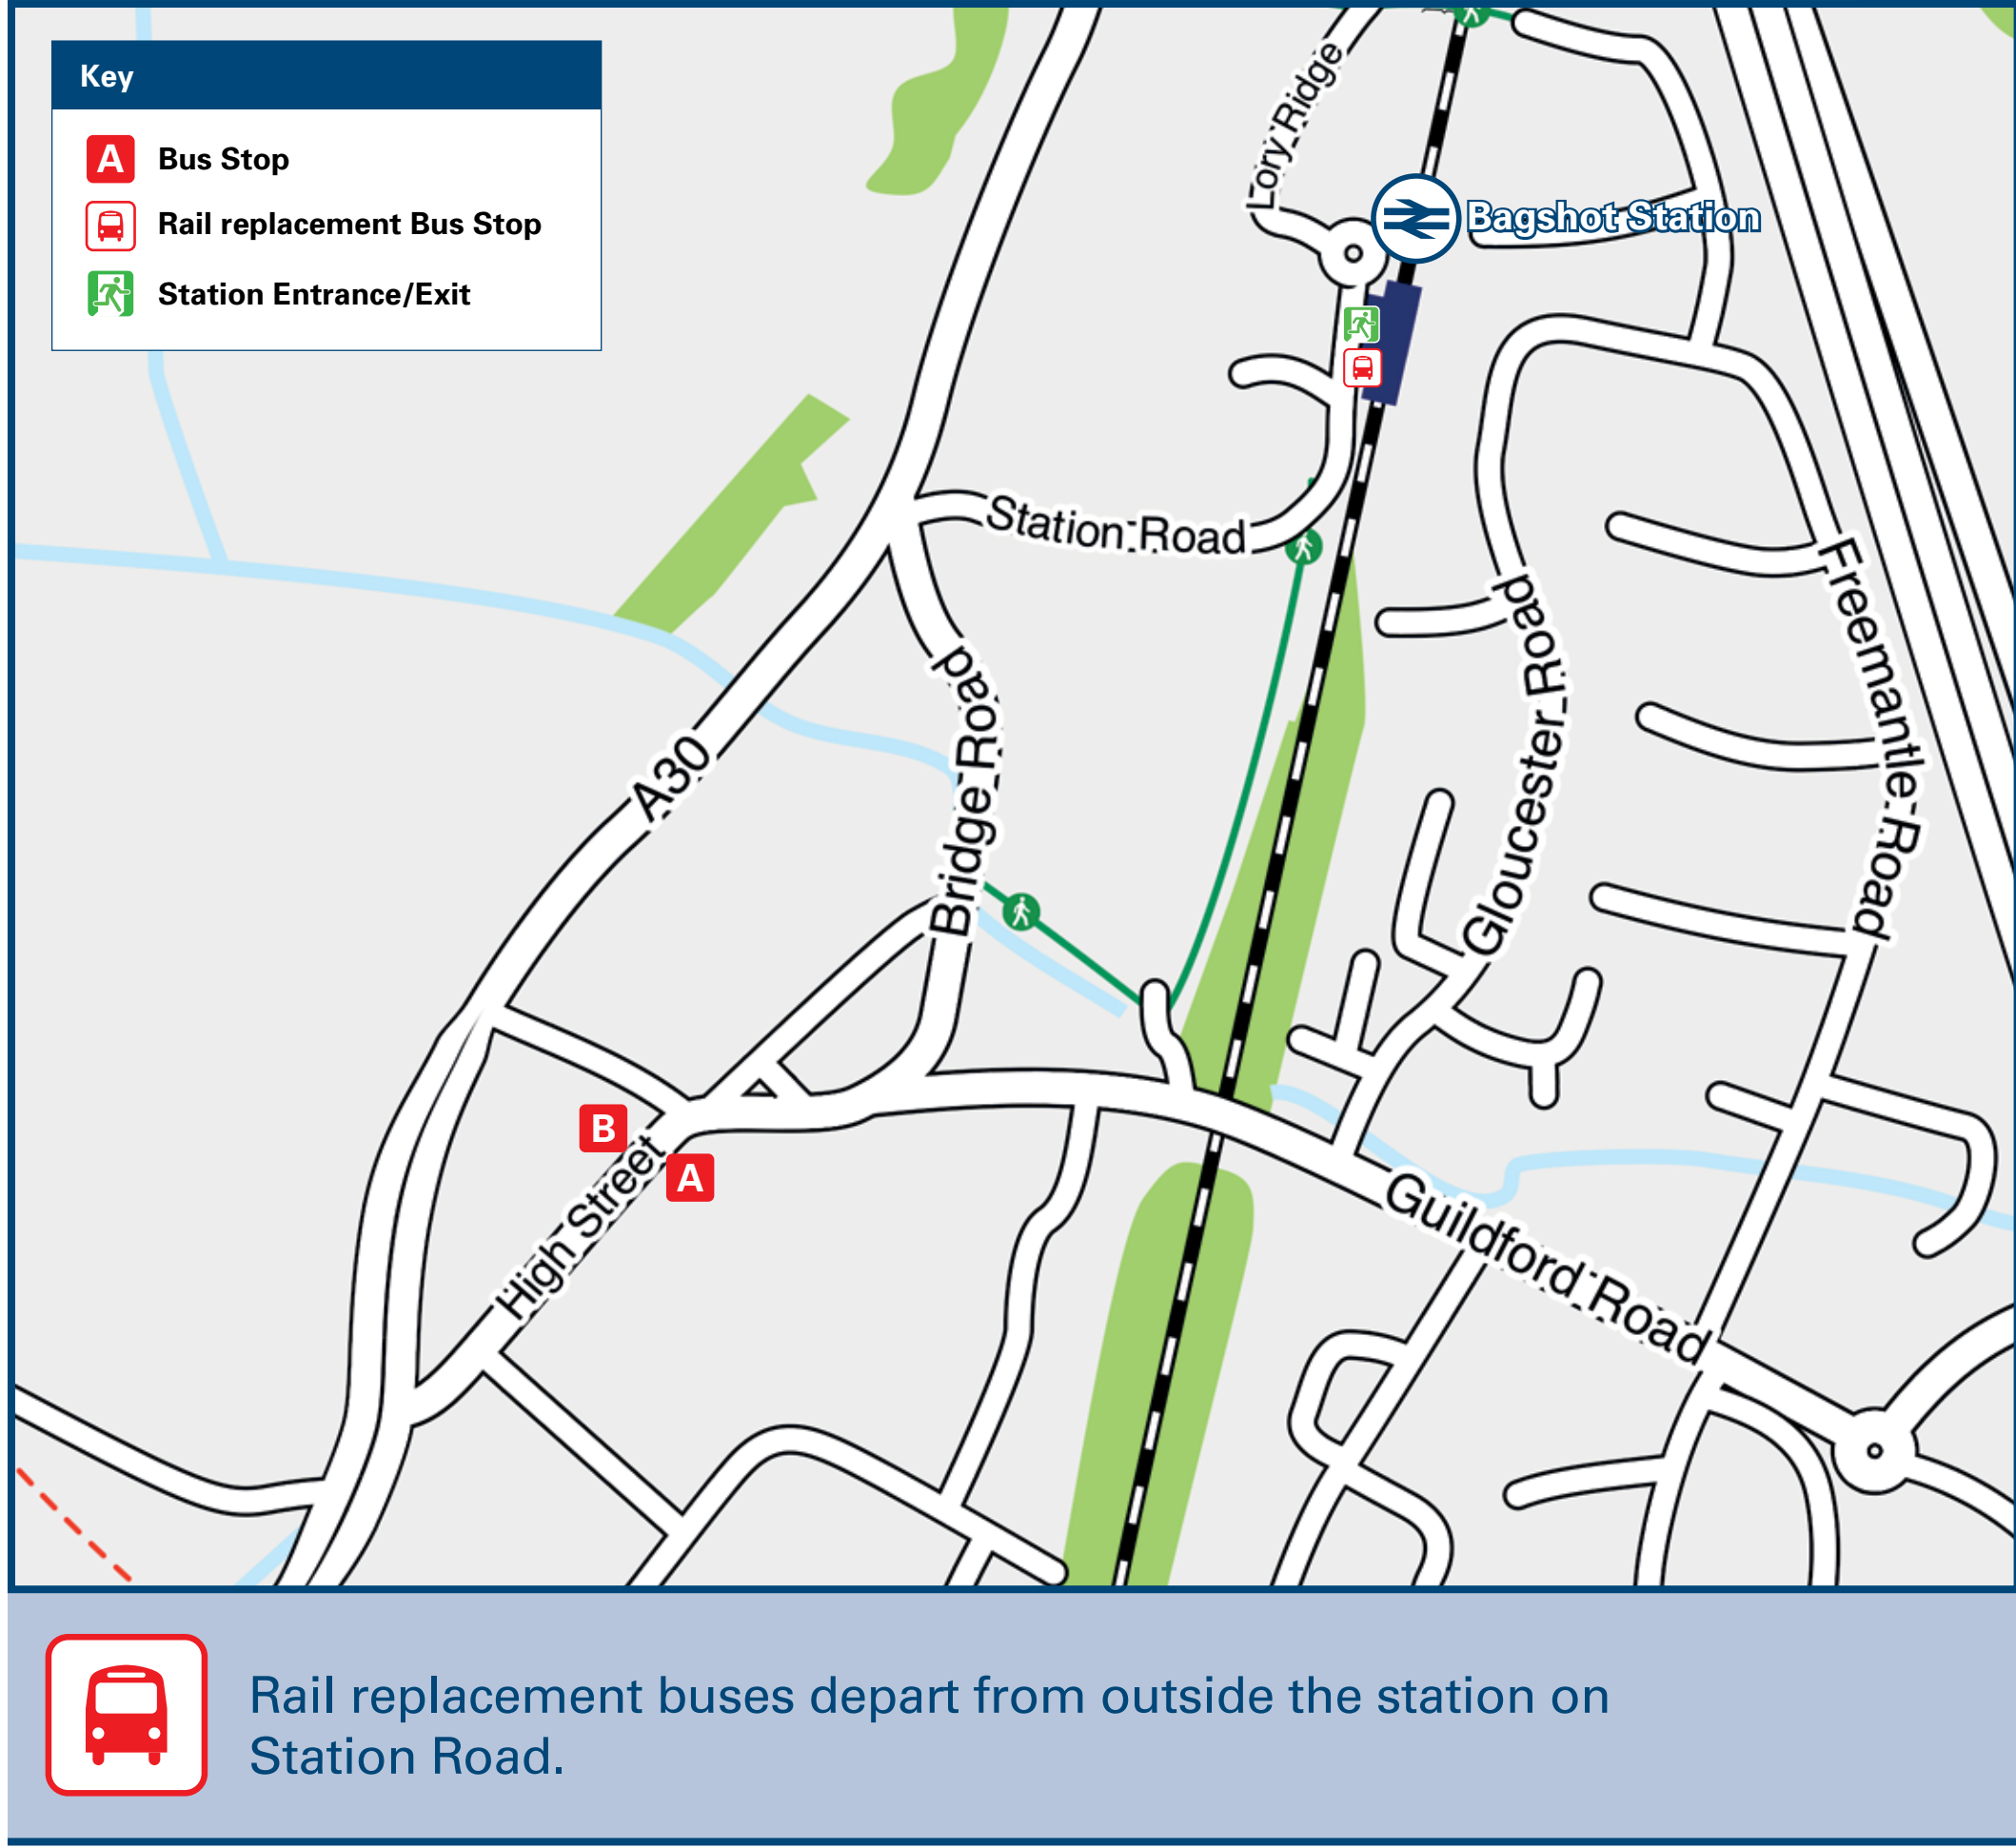 Key
A Bus Stop
Rail replacement Bus Stop
Station Entrance/Exit
Lory Ridge
Bagshot Station
Station Road
A30
Bridge Road
Gloucester Road
Freemantle Road
B
A
High Street
Guildford Road
Rail replacement buses depart from outside the station on
Station Road.